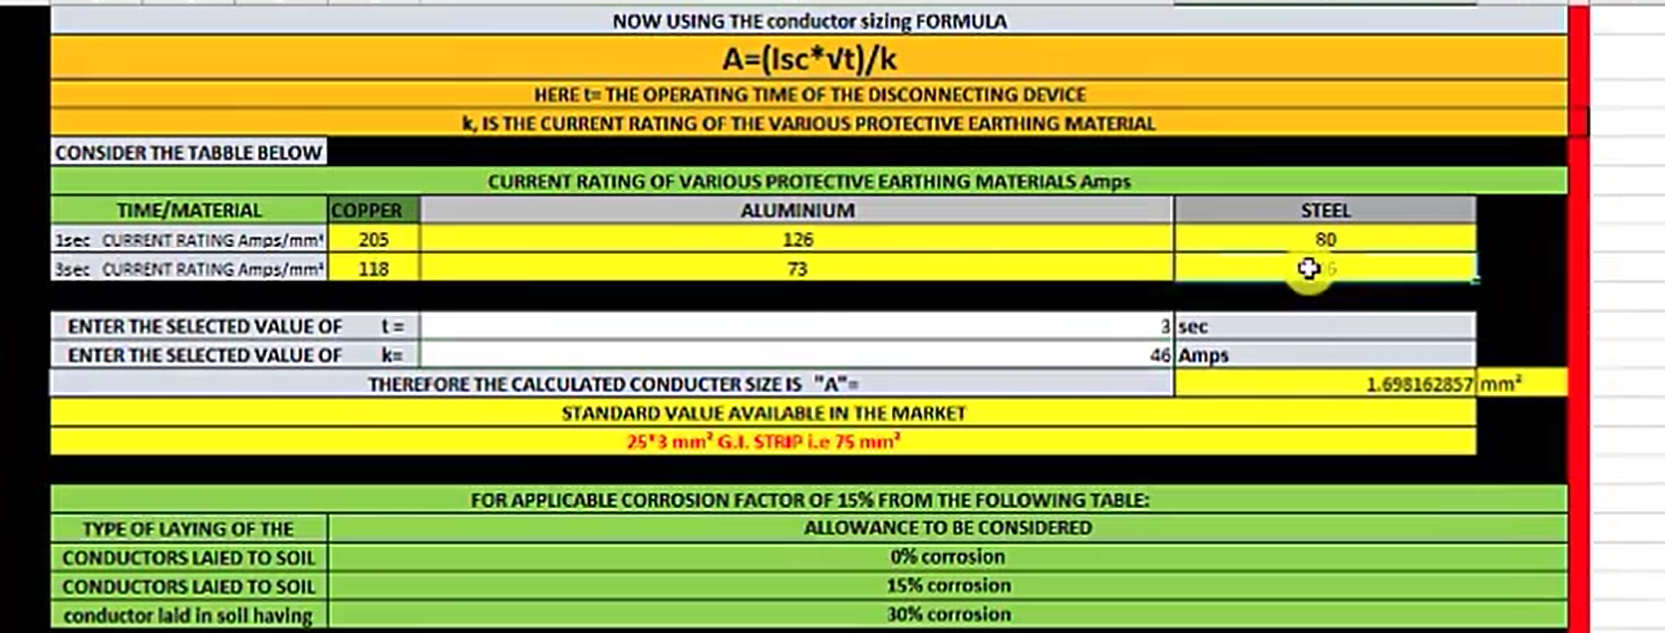 NOW USING THE conductor sizing FORMULA
A=(Isc*√t)/k
HERE t= THE OPERATING TIME OF THE DISCONNECTING DEVICE
k, IS THE CURRENT RATING OF THE VARIOUS PROTECTIVE EARTHING MATERIAL
CONSIDER THE TABBLE BELOW
CURRENT RATING OF VARIOUS PROTECTIVE EARTHING MATERIALS Amps
TIME/MATERIAL COPPER ALUMINIUM STEEL
1sec CURRENT RATING Amps/mm² 205 126 80
3sec CURRENT RATING Amps/mm² 118 73
ENTER THE SELECTED VALUE OF t = 3 sec
ENTER THE SELECTED VALUE OF k= 46 Amps
THEREFORE THE CALCULATED CONDUCTER SIZE IS "A"= 1.698162857 mm²
STANDARD VALUE AVAILABLE IN THE MARKET
25*3 mm² G.I. STRIP i.e 75 mm²
FOR APPLICABLE CORROSION FACTOR OF 15% FROM THE FOLLOWING TABLE:
TYPE OF LAYING OF THE ALLOWANCE TO BE CONSIDERED
CONDUCTORS LAIED TO SOIL 0% corrosion
CONDUCTORS LAIED TO SOIL 15% corrosion
conductor laid in soil having 30% corrosion